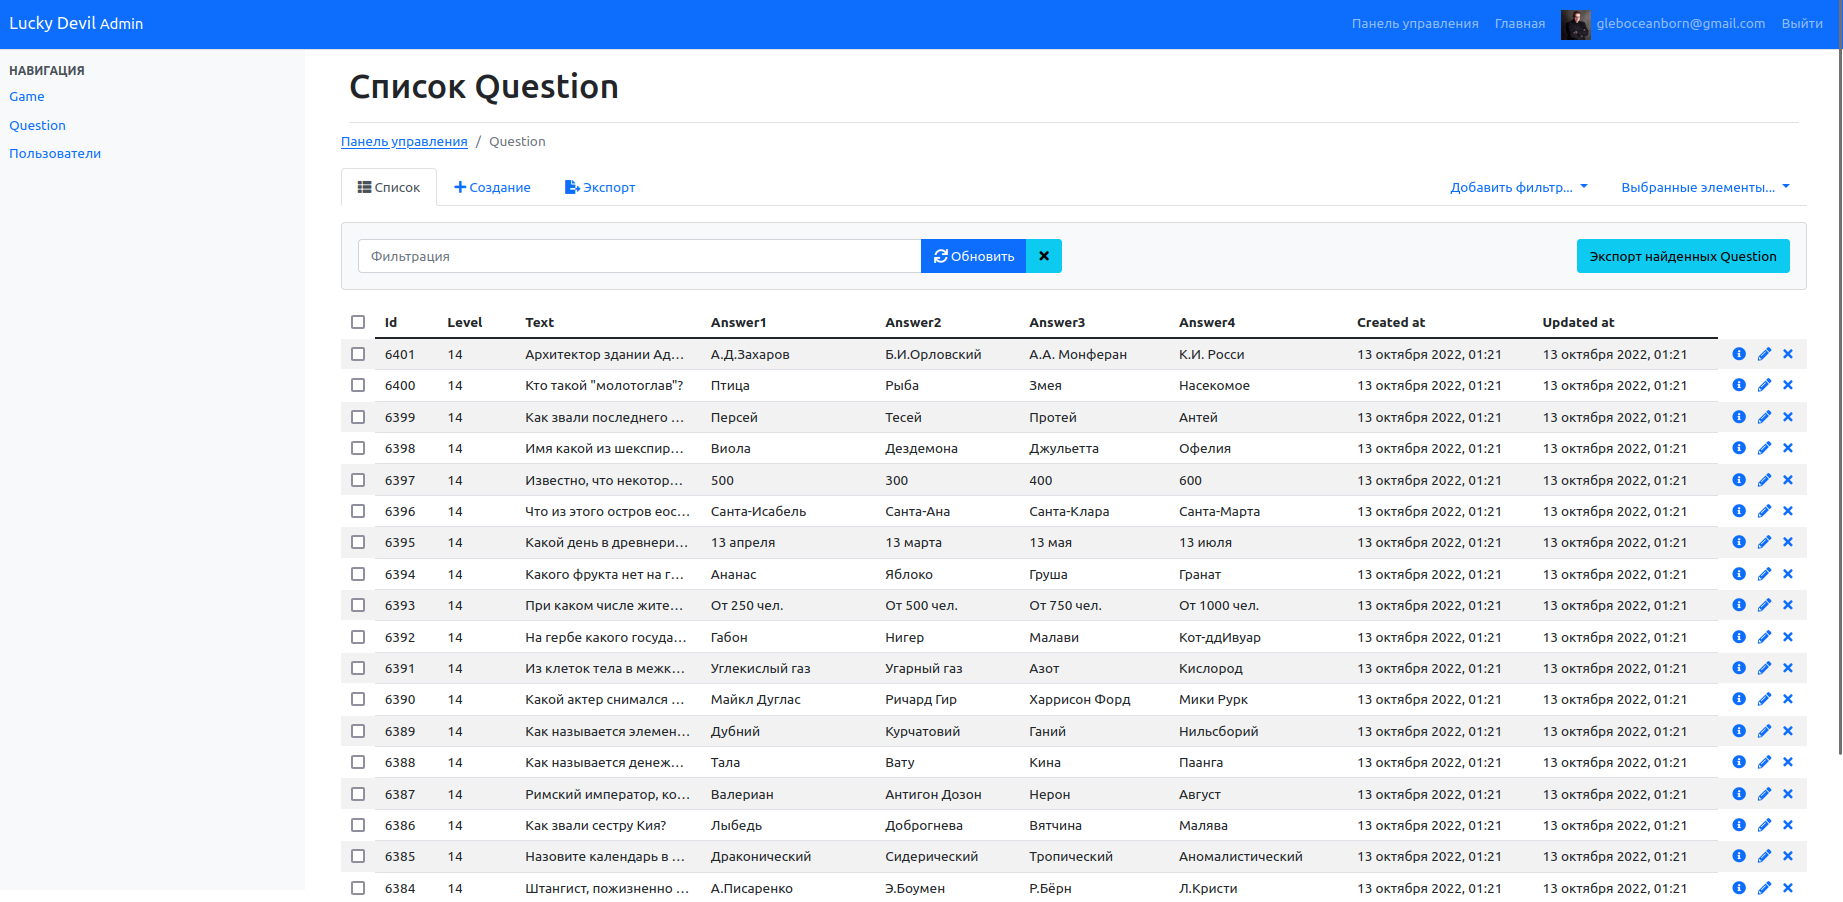 Lucky Devil Admin Панель управления Главная gleboceanborn@gmail.com Выйти
НАВИГАЦИЯ
Game
Question
Пользователи
Список Question
Панель управления / Question
Список Создание Экспорт Добавить фильтр... Выбранные элементы...
Фильтрация Обновить Экспорт найденных Question
Id Level Text Answer1 Answer2 Answer3 Answer4 Created at Updated at
6401 14 Архитектор здании Ад... А.Д.Захаров Б.И.Орловский А.А. Монферан К.И. Росси 13 октября 2022, 01:21 13 октября 2022, 01:21
6400 14 Кто такой "молотоглав"? Птица Рыба Змея Насекомое 13 октября 2022, 01:21 13 октября 2022, 01:21
6399 14 Как звали последнего ... Персей Тесей Протей Антей 13 октября 2022, 01:21 13 октября 2022, 01:21
6398 14 Имя какой из шекспир... Виола Дездемона Джульетта Офелия 13 октября 2022, 01:21 13 октября 2022, 01:21
6397 14 Известно, что некотор... 500 300 400 600 13 октября 2022, 01:21 13 октября 2022, 01:21
6396 14 Что из этого остров еос... Санта-Исабель Санта-Ана Санта-Клара Санта-Марта 13 октября 2022, 01:21 13 октября 2022, 01:21
6395 14 Какой день в древнери... 13 апреля 13 марта 13 мая 13 июля 13 октября 2022, 01:21 13 октября 2022, 01:21
6394 14 Какого фрукта нет на г... Ананас Яблоко Груша Гранат 13 октября 2022, 01:21 13 октября 2022, 01:21
6393 14 При каком числе жите... От 250 чел. От 500 чел. От 750 чел. От 1000 чел. 13 октября 2022, 01:21 13 октября 2022, 01:21
6392 14 На гербе какого госуда... Габон Нигер Малави Кот-ддИвуар 13 октября 2022, 01:21 13 октября 2022, 01:21
6391 14 Из клеток тела в межк... Углекислый газ Угарный газ Азот Кислород 13 октября 2022, 01:21 13 октября 2022, 01:21
6390 14 Какой актер снимался ... Майкл Дуглас Ричард Гир Харрисон Форд Мики Рурк 13 октября 2022, 01:21 13 октября 2022, 01:21
6389 14 Как называется элемен... Дубний Курчатовий Ганий Нильсборий 13 октября 2022, 01:21 13 октября 2022, 01:21
6388 14 Как называется денеж... Тала Вату Кина Паанга 13 октября 2022, 01:21 13 октября 2022, 01:21
6387 14 Римский император, ко... Валериан Антигон Дозон Нерон Август 13 октября 2022, 01:21 13 октября 2022, 01:21
6386 14 Как звали сестру Кия? Лыбедь Доброгнева Вятчина Малява 13 октября 2022, 01:21 13 октября 2022, 01:21
6385 14 Назовите календарь в ... Драконический Сидерический Тропический Аномалистический 13 октября 2022, 01:21 13 октября 2022, 01:21
6384 14 Штангист, пожизненно ... А.Писаренко Э.Боумен Р.Бёрн Л.Кристи 13 октября 2022, 01:21 13 октября 2022, 01:21